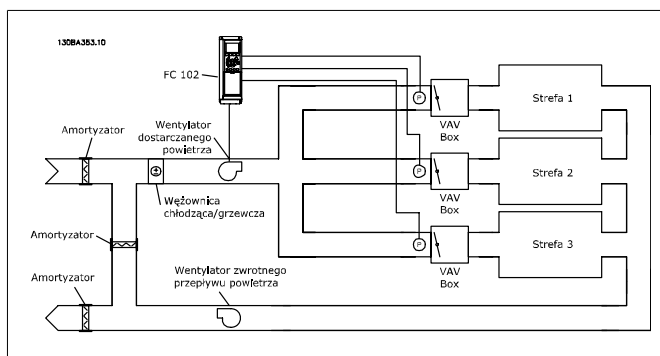 130BA353.10
FC 102
Amortyzator
Wentylator
dostarczanego
powietrza
Wężownica
chłodząca/grzewcza
P
VAV
Box
Strefa 1
P
VAV
Box
Strefa 2
P
VAV
Box
Strefa 3
Amortyzator
Amortyzator
Wentylator zwrotnego
przepływu powietrza